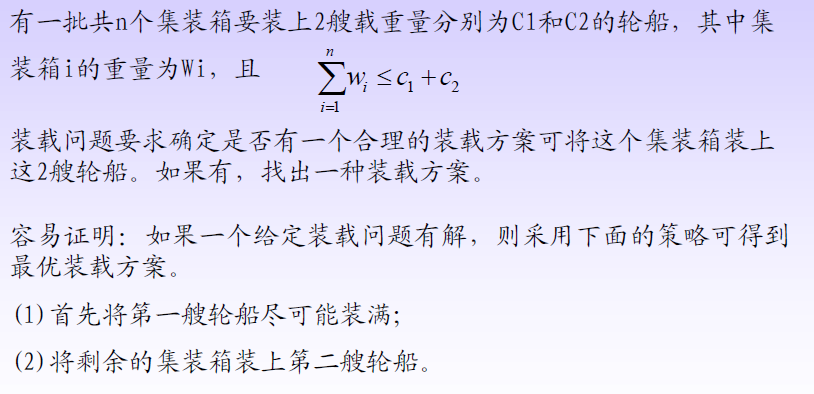 有一批共n个集装箱要装上2艘载重量分别为C1和C2的轮船，其中集
装箱i的重量为Wi，且 $\sum_{i=1}^{n} w_i \leq c_1 + c_2$
装载问题要求确定是否有一个合理的装载方案可将这个集装箱装上
这2艘轮船。如果有，找出一种装载方案。
容易证明：如果一个给定装载问题有解，则采用下面的策略可得到
最优装载方案。
(1)首先将第一艘轮船尽可能装满；
(2)将剩余的集装箱装上第二艘轮船。